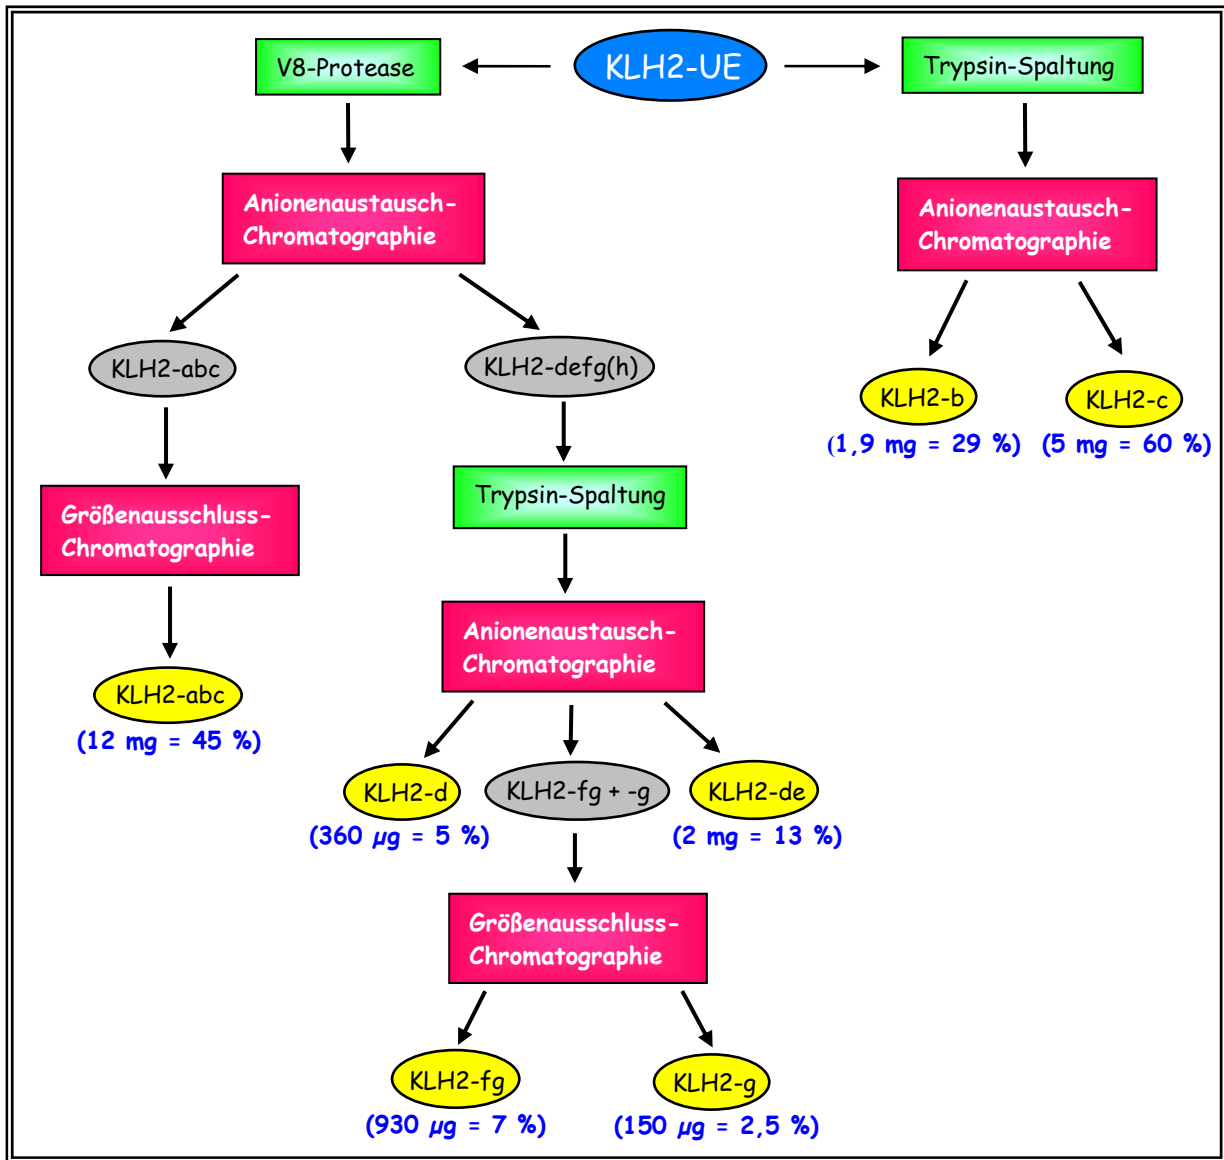 V8-Protease
KLH2-UE
Trypsin-Spaltung
Anionenaustausch-
Chromatographie
Anionenaustausch-
Chromatographie
KLH2-abc
KLH2-defg(h)
KLH2-b
KLH2-c
(1,9 mg = 29 %)
(5 mg = 60 %)
Größenausschluss-
Chromatographie
Trypsin-Spaltung
Anionenaustausch-
Chromatographie
KLH2-abc
(12 mg = 45 %)
KLH2-d
KLH2-fg + -g
KLH2-de
(360 µg = 5 %)
(2 mg = 13 %)
Größenausschluss-
Chromatographie
KLH2-fg
KLH2-g
(930 µg = 7 %)
(150 µg = 2,5 %)